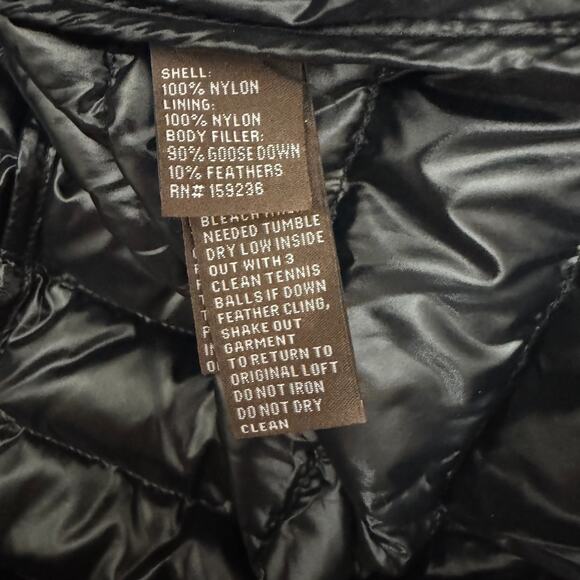 SHELL:
100% NYLON
LINING:
100% NYLON
BODY FILLER:
90% GOOSE DOWN
10% FEATHERS
RN# 159236
BLEACH WHEN
NEEDED TUMBLE
DRY LOW INSIDE
OUT WITH 3
CLEAN TENNIS
BALLS IF DOWN
FEATHER CLING,
SHAKE OUT
GARMENT
TO RETURN TO
ORIGINAL LOFT
DO NOT IRON
DO NOT DRY
CLEAN